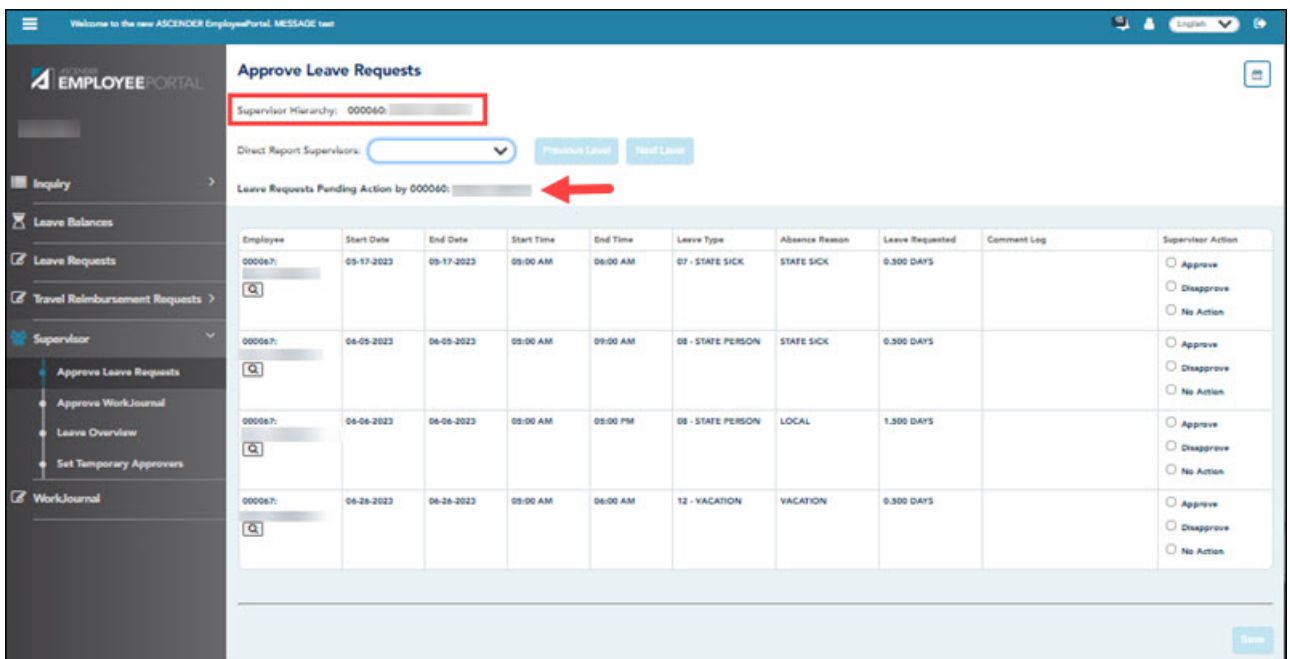 Welcome to the new ASCENDER EmployeePortal. MESSAGE test
English
ASCENDER
EMPLOYEEPORTAL
Inquiry
Leave Balances
Leave Requests
Travel Reimbursement Requests
Supervisor
Approve Leave Requests
Approve WorkJournal
Leave Overview
Set Temporary Approvers
WorkJournal
Approve Leave Requests
Supervisor Hierarchy: 000060:
Direct Report Supervisors:
Previous Level Next Level
Leave Requests Pending Action by 000060:
Employee Start Date End Date Start Time End Time Leave Type Absence Reason Leave Requested Comment Log Supervisor Action
000067: 05-17-2023 05-17-2023 05:00 AM 06:00 AM 07 - STATE SICK STATE SICK 0.500 DAYS Approve
Disapprove
No Action
000067: 06-05-2023 06-05-2023 05:00 AM 09:00 AM 08 - STATE PERSON STATE SICK 0.500 DAYS Approve
Disapprove
No Action
000067: 06-06-2023 06-06-2023 05:00 AM 05:00 PM 08 - STATE PERSON LOCAL 1.500 DAYS Approve
Disapprove
No Action
000067: 06-26-2023 06-26-2023 05:00 AM 06:00 AM 12 - VACATION VACATION 0.500 DAYS Approve
Disapprove
No Action
Save